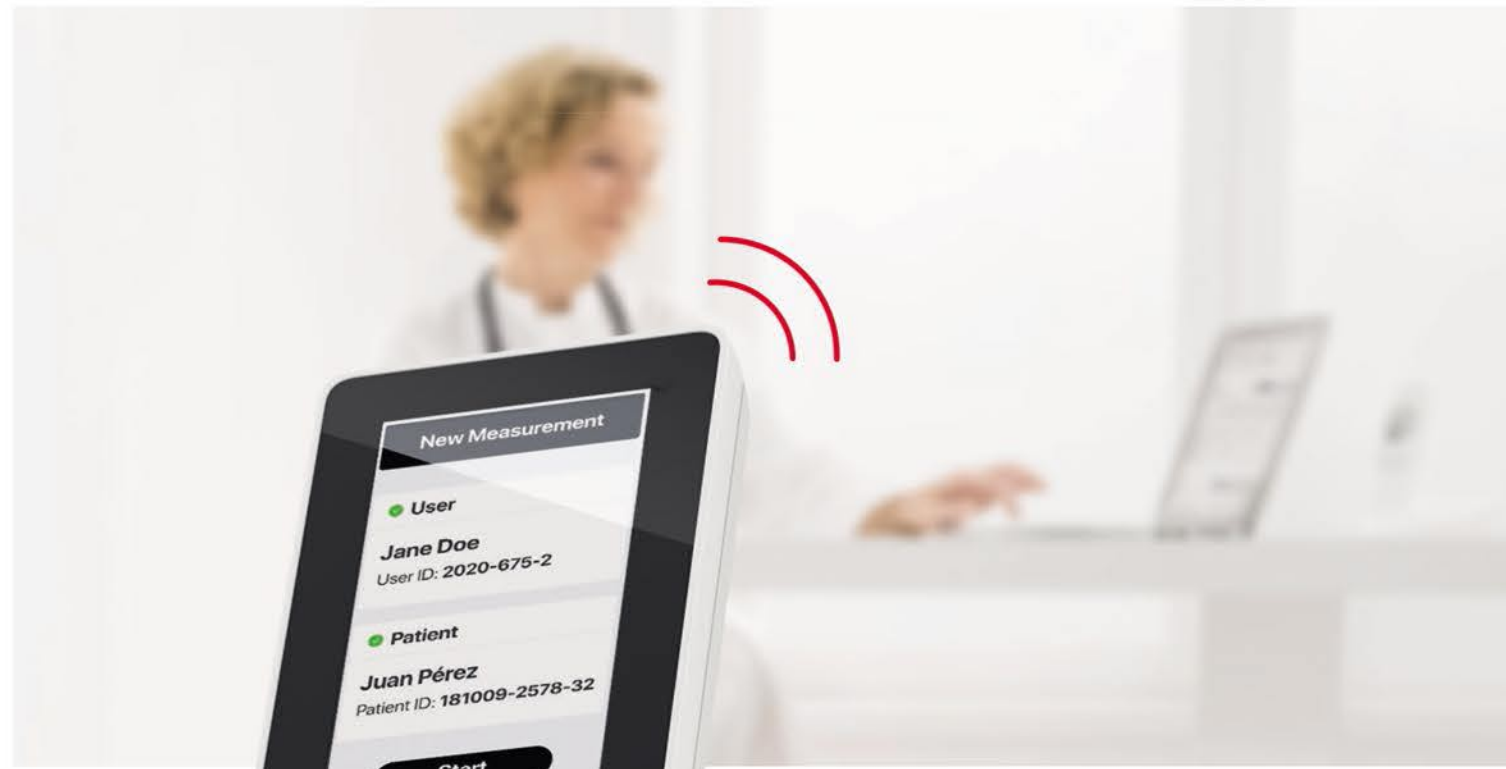 New Measurement
User
Jane Doe
User ID: 2020-675-2
Patient
Juan Pérez
Patient ID: 181009-2578-32
Start